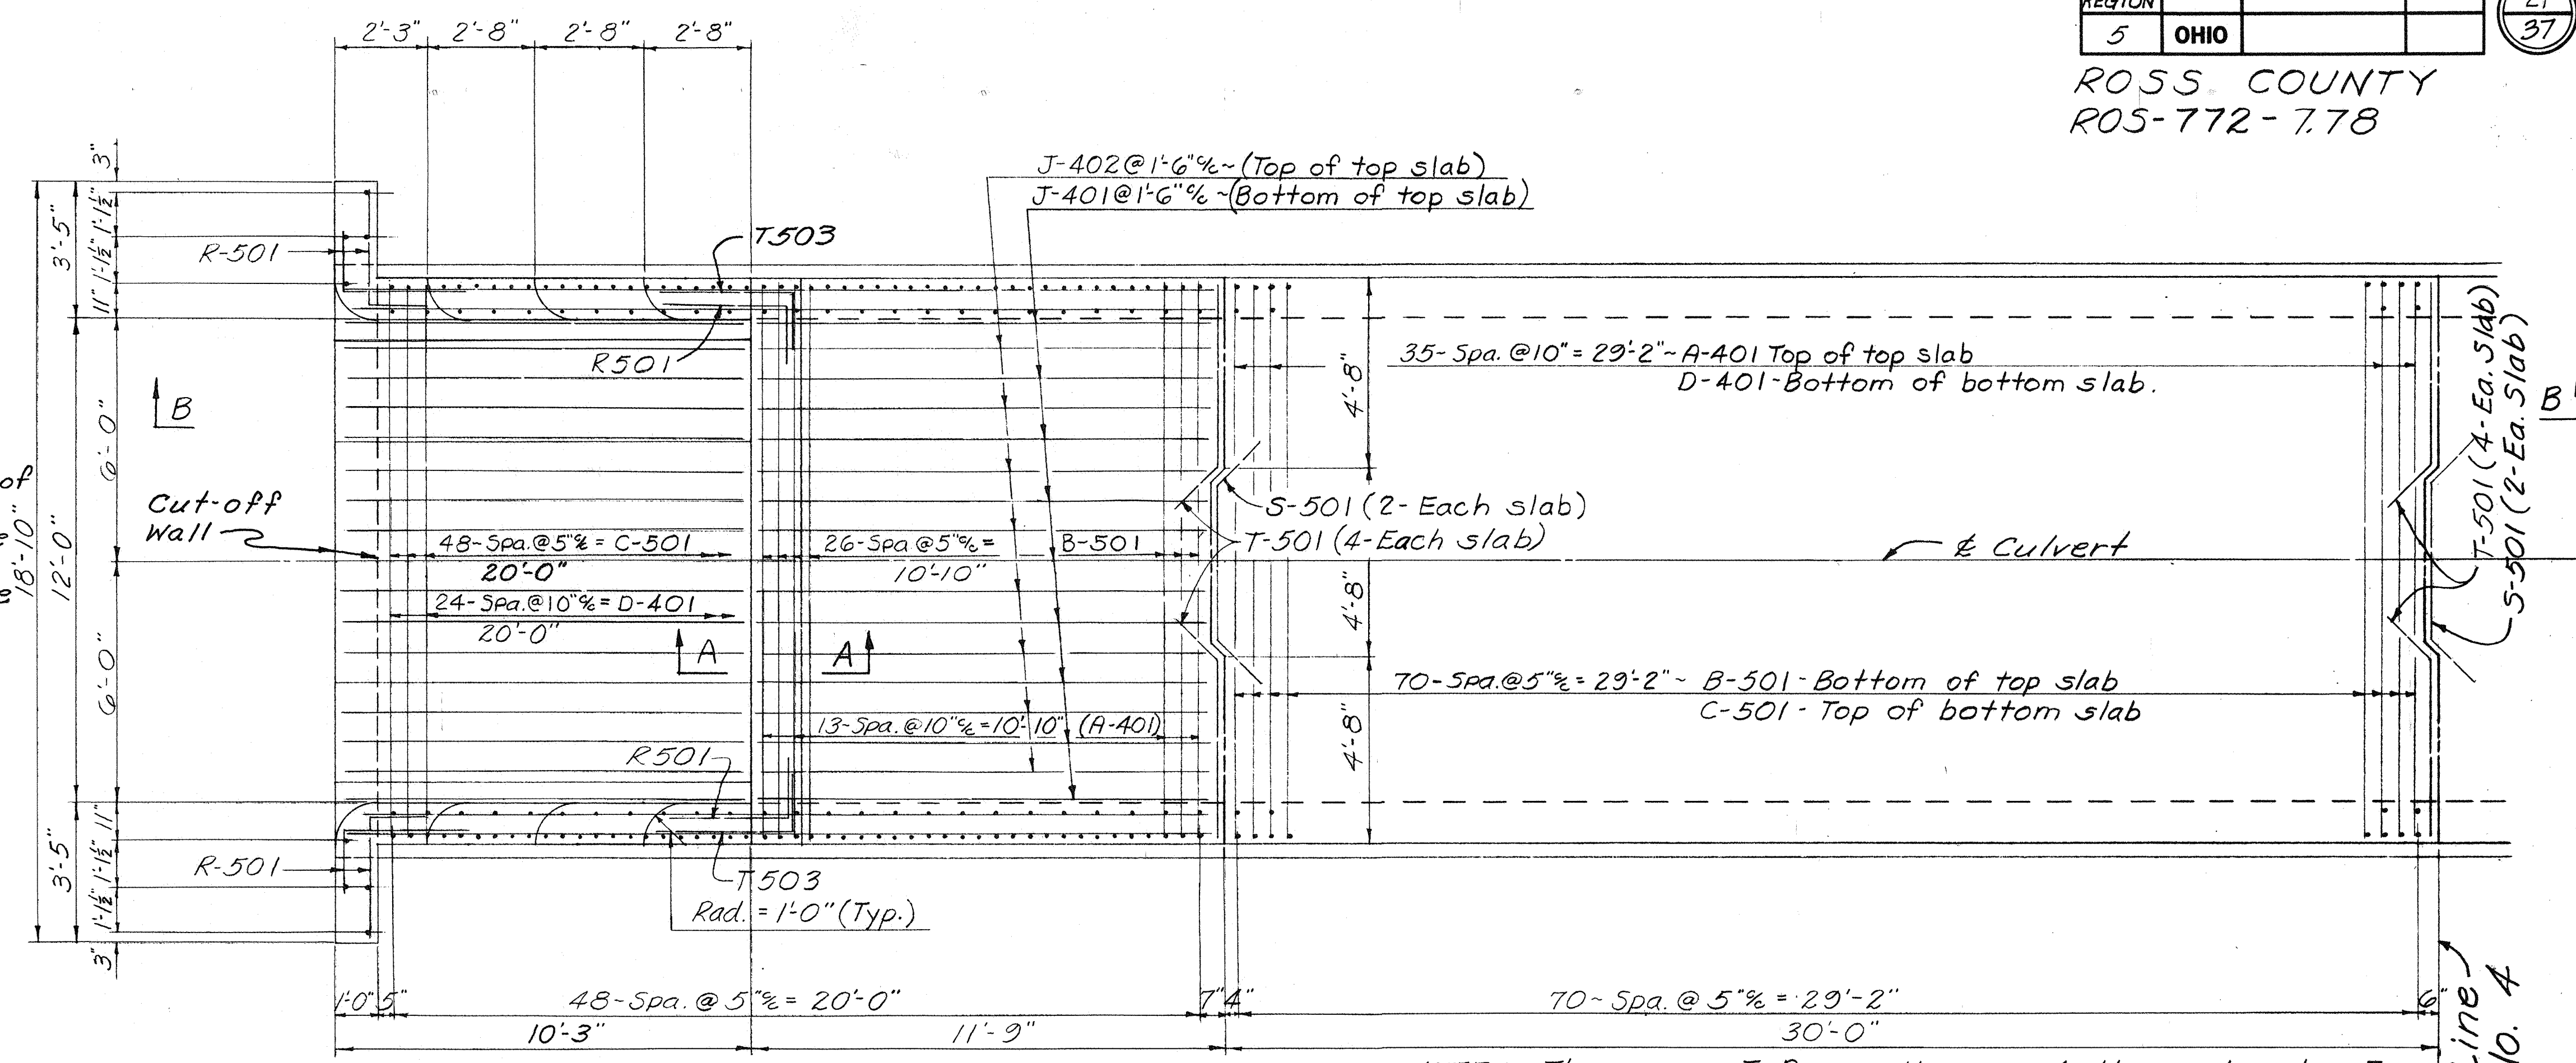 REGION
5 OHIO
37
ROSS COUNTY
ROS-772-7.78
2'-3" 2'-8" 2'-8" 2'-8"
J-402@1'-6"℄~(Top of top slab)
J-401@1'-6"℄~(Bottom of top slab)
3"
1'-1½"
1'-1½"
11"
3'-5"
R-501
T503
R501
B
6'-0"
of
18'-10"
12'-0"
6'-0"
Cut-off
Wall
35-Spa.@10"=29'-2"~A-401 Top of top slab
D-401-Bottom of bottom slab.
4'-8"
B
T-501(4-Ea.Slab)
S-501(2-Ea.Slab)
S-501(2-Each slab)
T-501(4-Each slab)
48-Spa.@5"c/c= C-501
20'-0"
26-Spa@5"c/c= B-501
10'-10"
℄ Culvert
24-Spa.@10"c/c= D-401
20'-0"
A A
4'-8"
70-Spa.@5"c/c=29'-2"~ B-501-Bottom of top slab
C-501-Top of bottom slab
13-Spa.@10"c/c=10'-10" (A-401)
4'-8"
R501
11"
1'-1½"
1'-1½"
3"
3'-5"
R-501
T503
Rad.=1'-0"(Typ.)
1'-0" 5" 48-Spa.@5"c/c=20'-0" 7" 4" 70-Spa.@5"c/c=29'-2" 6"
10'-3" 11'-9" 30'-0"
4